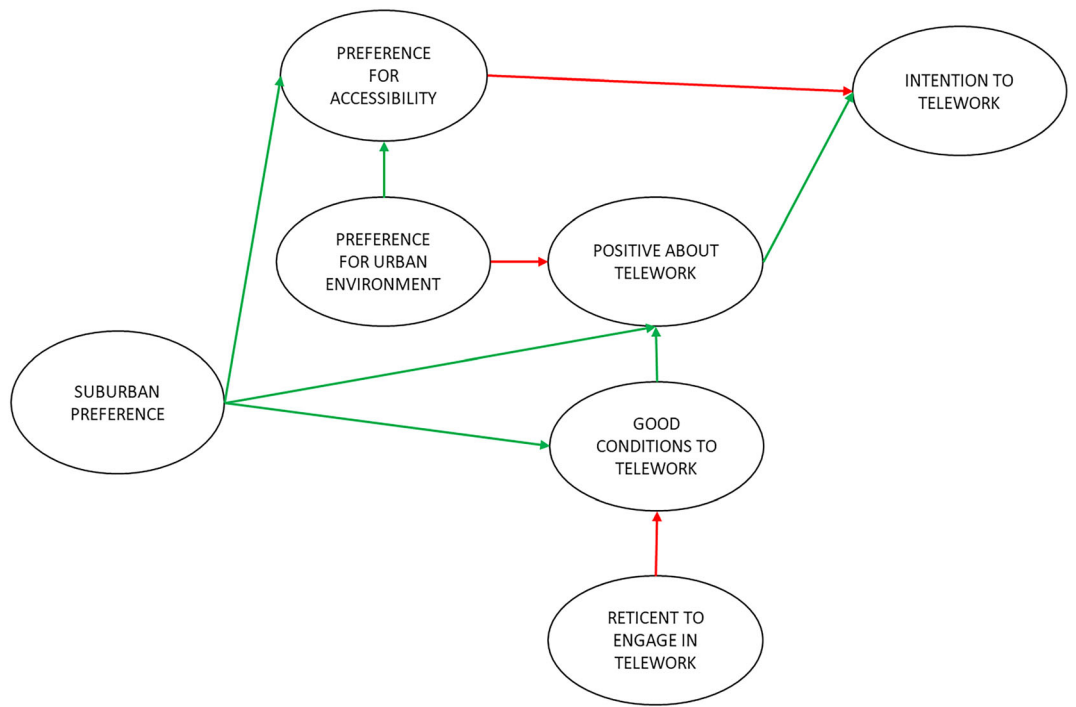 PREFERENCE
FOR
ACCESSIBILITY
INTENTION TO
TELEWORK
PREFERENCE
FOR URBAN
ENVIRONMENT
POSITIVE ABOUT
TELEWORK
SUBURBAN
PREFERENCE
GOOD
CONDITIONS TO
TELEWORK
RETICENT TO
ENGAGE IN
TELEWORK